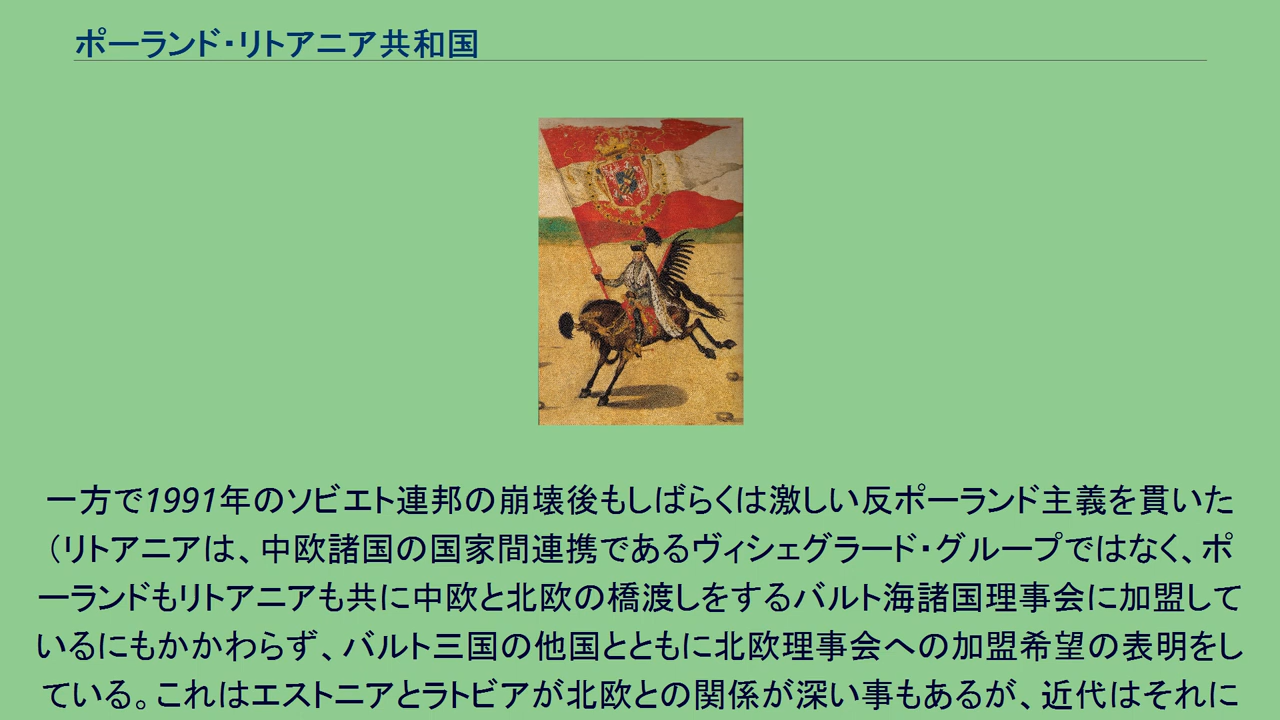 ポーランド・リトアニア共和国
一方で1991年のソビエト連邦の崩壊後もしばらくは激しい反ポーランド主義を貫いた
（リトアニアは、中欧諸国の国家間連携であるヴィシェグラード・グループではなく、ポ
ーランドもリトアニアも共に中欧と北欧の橋渡しをするバルト海諸国理事会に加盟して
いるにもかかわらず、バルト三国の他国とともに北欧理事会への加盟希望の表明をし
ている。これはエストニアとラトビアが北欧との関係が深い事もあるが、近代はそれに